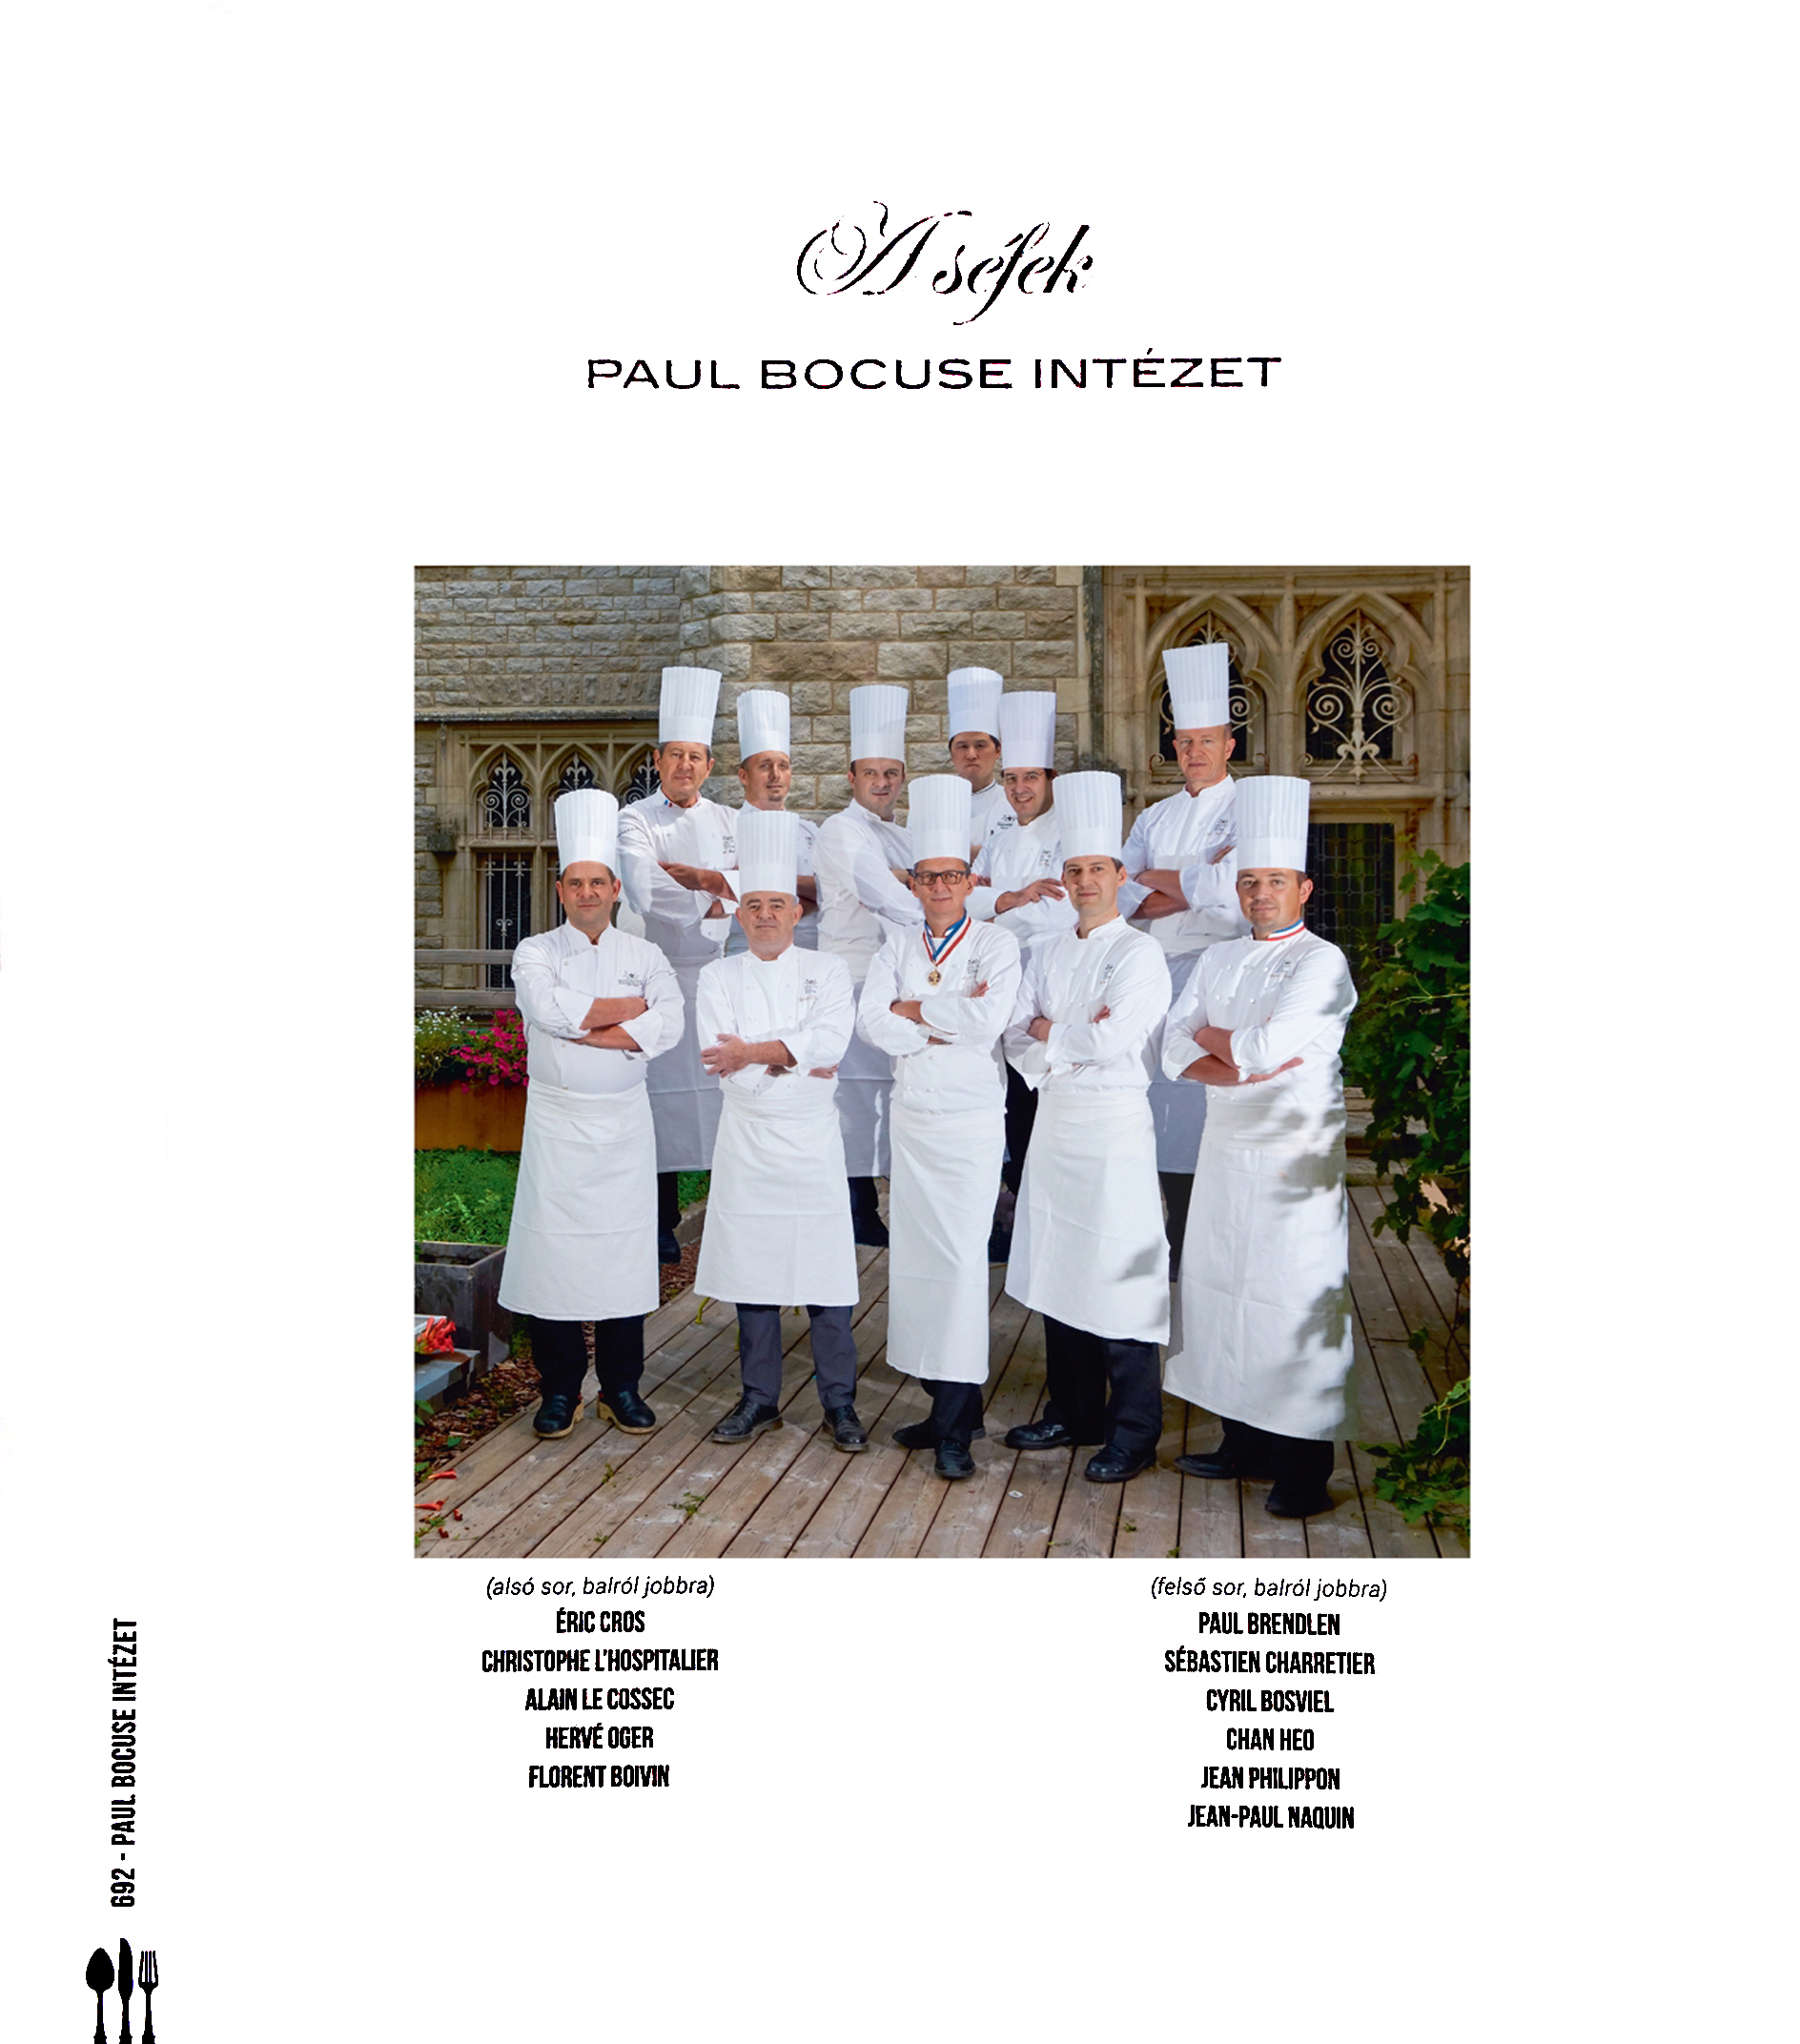 A séfek
PAUL BOCUSE INTÉZET
(alsó sor, balról jobbra)
ÉRIC CROS
CHRISTOPHE L'HOSPITALIER
ALAIN LE COSSEC
HERVÉ OGER
FLORENT BOIVIN
(felső sor, balról jobbra)
PAUL BRENDLEN
SÉBASTIEN CHARRETIER
CYRIL BOSVIEL
CHAN HEO
JEAN PHILIPPON
JEAN-PAUL NAQUIN
692 - PAUL BOCUSE INTÉZET